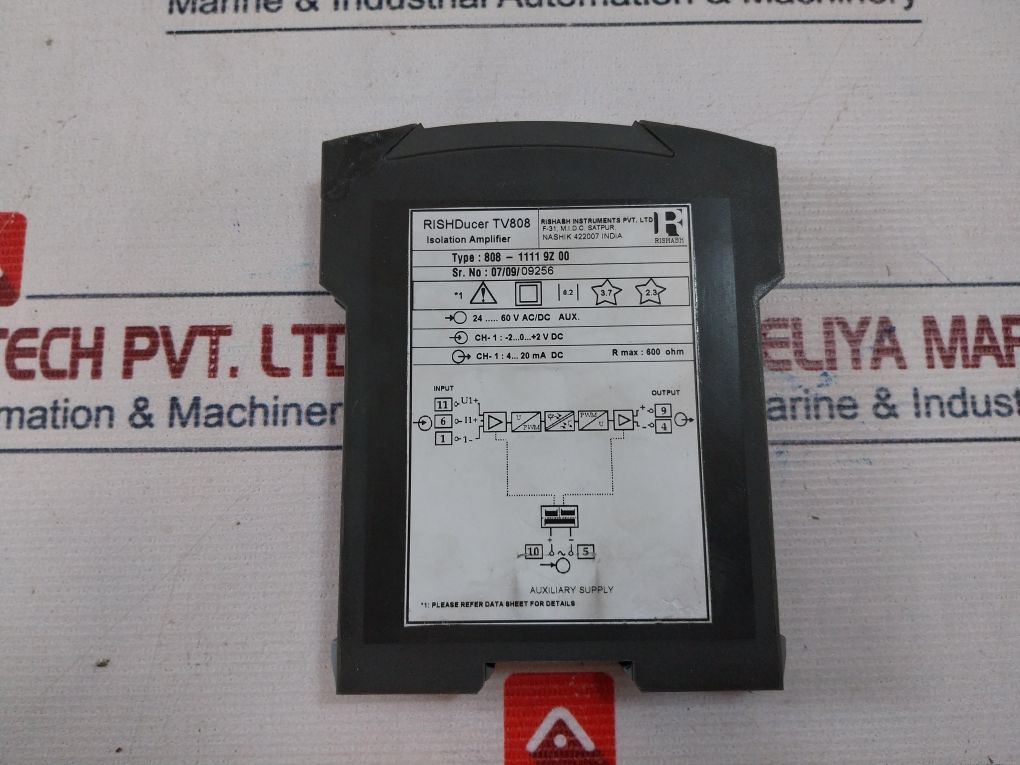 Marine & Industrial Automation & Machinery
RISHDucer TV808
Isolation Amplifier
RISHABH INSTRUMENTS PVT. LTD
F-31, M.I.D.C. SATPUR,
NASHIK 422007 INDIA
R
RISHABH
Type : 808 - 1111 9Z 00
Sr. No : 07/09/09256
*1 0.2 3.7 2.3
24 ..... 60 V AC/DC AUX.
CH- 1 : -2...0...+2 V DC
CH- 1 : 4... 20 mA DC R max : 600 ohm
TECH PVT. LTD
ELIYA MAR
mation & Machiner
arine & Indust
INPUT
OUTPUT
11 U1+
6 I1+
1 1-
U
PWM
PWM
U
+ 9
- 4
+ -
10 ~ 5
AUXILIARY SUPPLY
*1: PLEASE REFER DATA SHEET FOR DETAILS